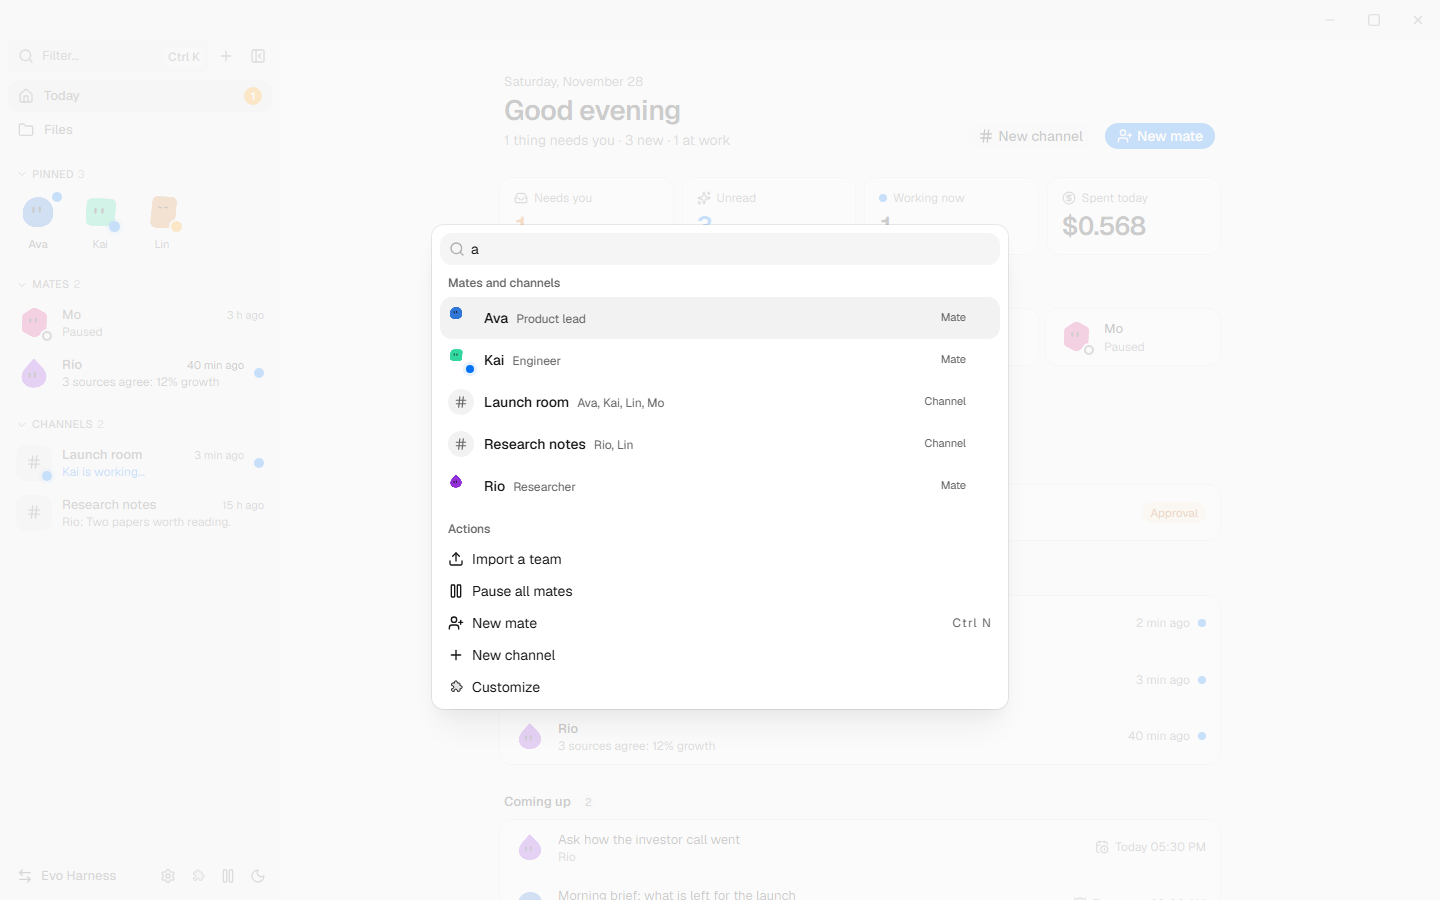 Filter...
Ctrl K
Today
1
Files
PINNED 3
Ava
Kai
Lin
MATES 2
Mo
3 h ago
Paused
Rio
40 min ago
3 sources agree: 12% growth
CHANNELS 2
Launch room
3 min ago
Kai is working...
Research notes
15 h ago
Rio: Two papers worth reading.
Evo Harness
Saturday, November 28
Good evening
1 thing needs you · 3 new · 1 at work
New channel
New mate
Needs you
Unread
Working now
Spent today
$0.568
a
Mates and channels
Ava Product lead
Mate
Kai Engineer
Mate
Launch room Ava, Kai, Lin, Mo
Channel
Research notes Rio, Lin
Channel
Rio Researcher
Mate
Actions
Import a team
Pause all mates
New mate
Ctrl N
New channel
Customize
Mo
Paused
Approval
2 min ago
3 min ago
Rio
3 sources agree: 12% growth
40 min ago
Coming up 2
Ask how the investor call went
Rio
Today 05:30 PM
Morning brief: what is left for the launch